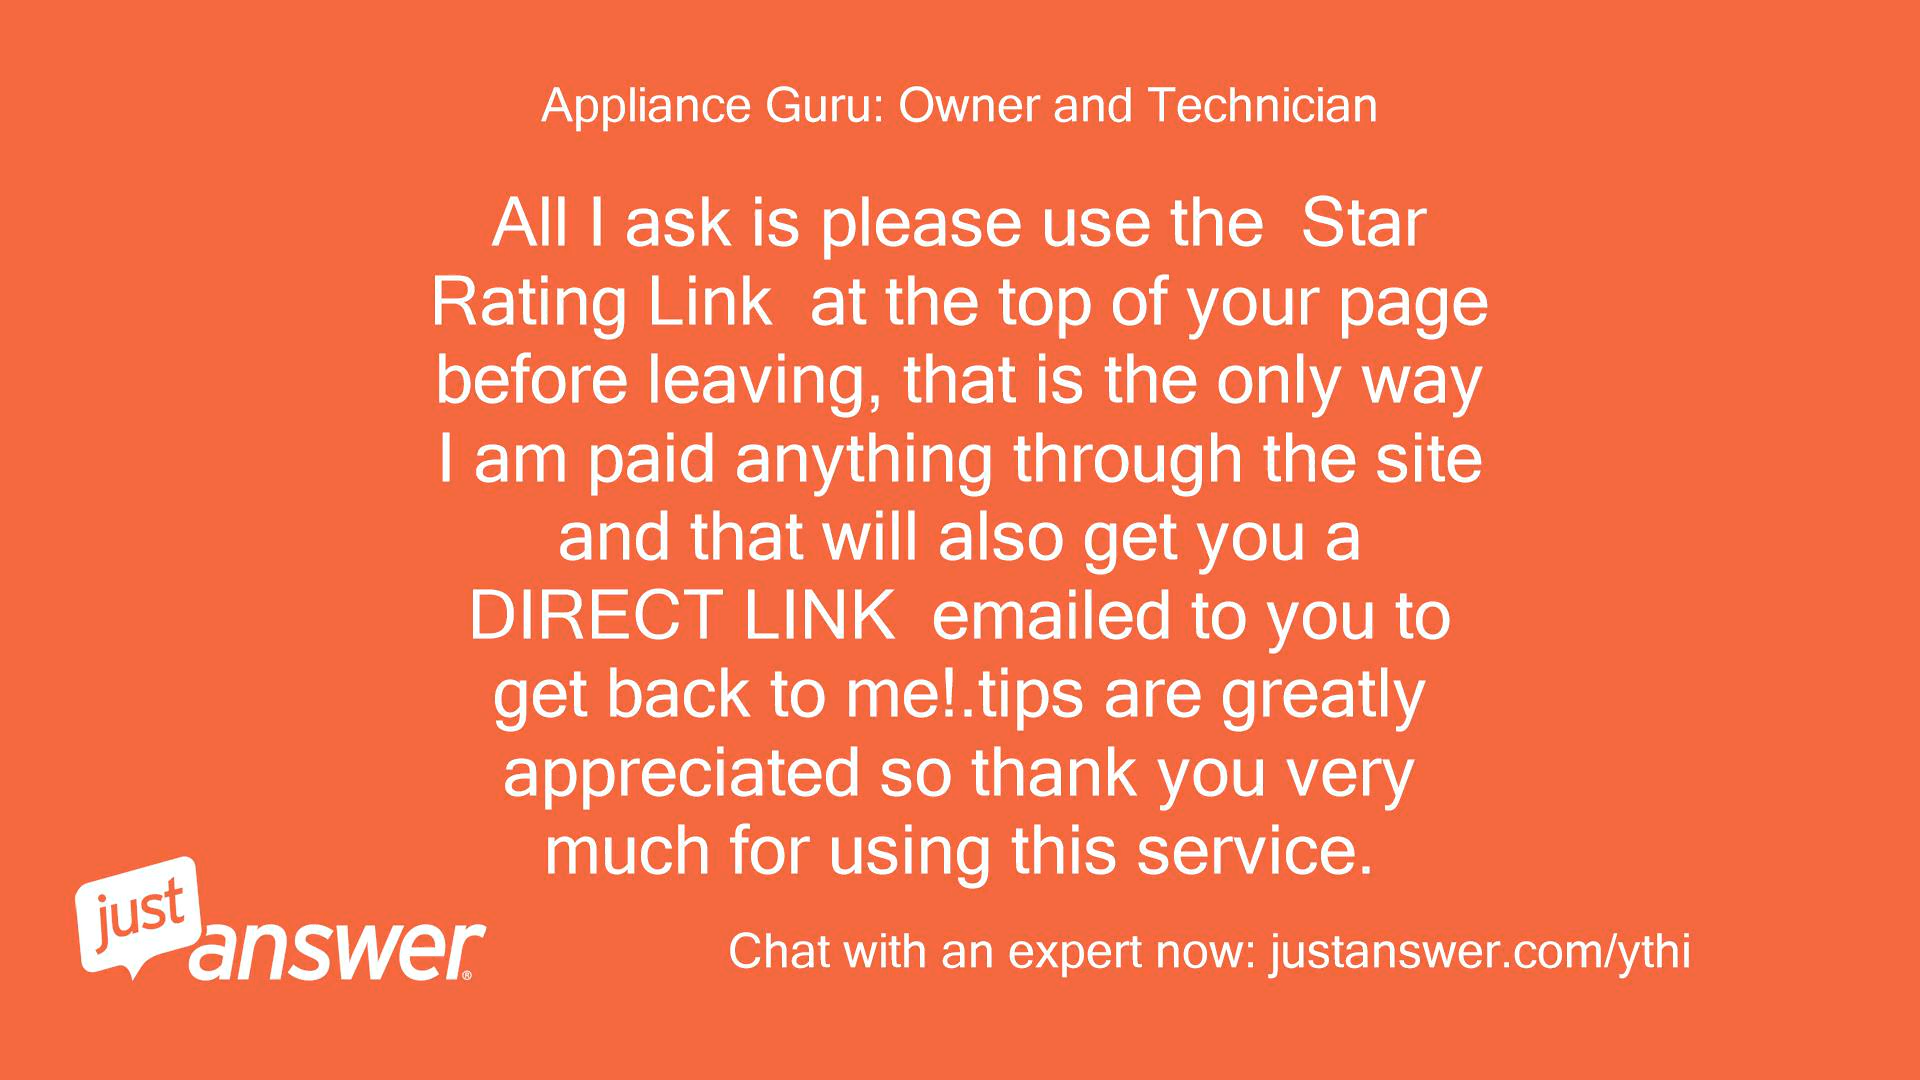 Appliance Guru: Owner and Technician
All I ask is please use the  Star
Rating Link  at the top of your page
before leaving, that is the only way
I am paid anything through the site
and that will also get you a
DIRECT LINK  emailed to you to
get back to me!.tips are greatly
appreciated so thank you very
much for using this service.
just
answer®
Chat with an expert now: justanswer.com/ythi